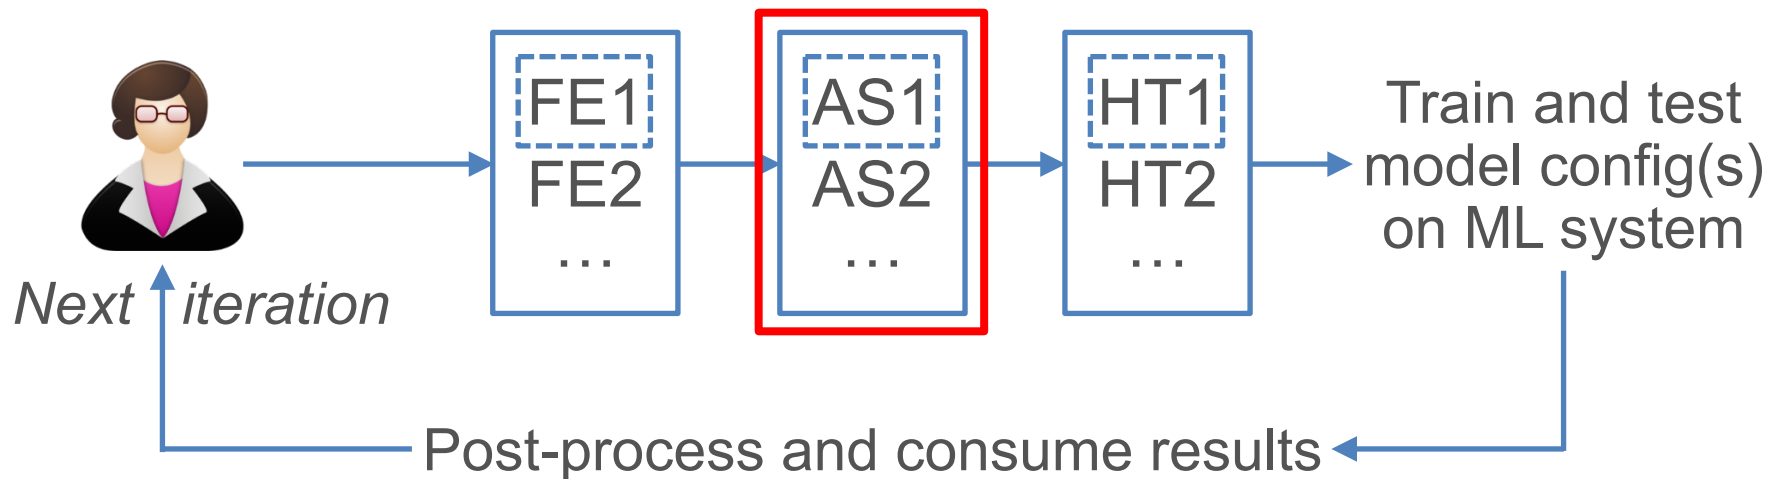 FE1
FE2
…
AS1
AS2
…
HT1
HT2
…
Train and test
model config(s)
on ML system
Next iteration
Post-process and consume results